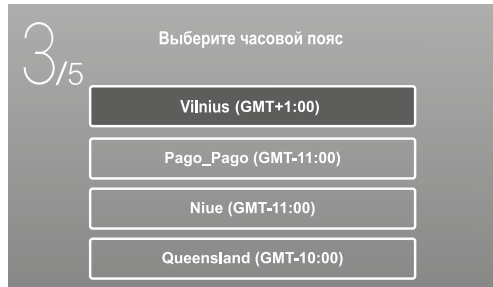 3/5
Выберите часовой пояс
Vilnius (GMT+1:00)
Pago_Pago (GMT-11:00)
Niue (GMT-11:00)
Queensland (GMT-10:00)